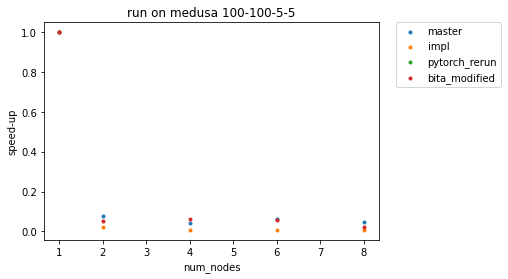 run on medusa 100-100-5-5
master
impl
pytorch_rerun
bita_modified
speed-up
1.0
0.8
0.6
0.4
0.2
0.0
1 2 3 4 5 6 7 8
num_nodes